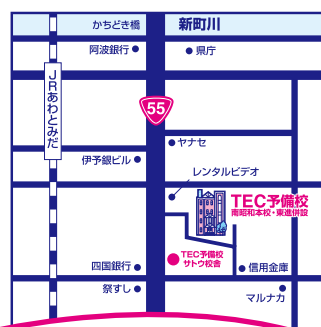 かちどき橋
新町川
阿波銀行
県庁
JRあわとみだ
55
ヤナセ
伊予銀ビル
レンタルビデオ
TEC予備校
南昭和本校・東進併設
TEC予備校
サトウ校舎
四国銀行
信用金庫
祭すし
マルナカ